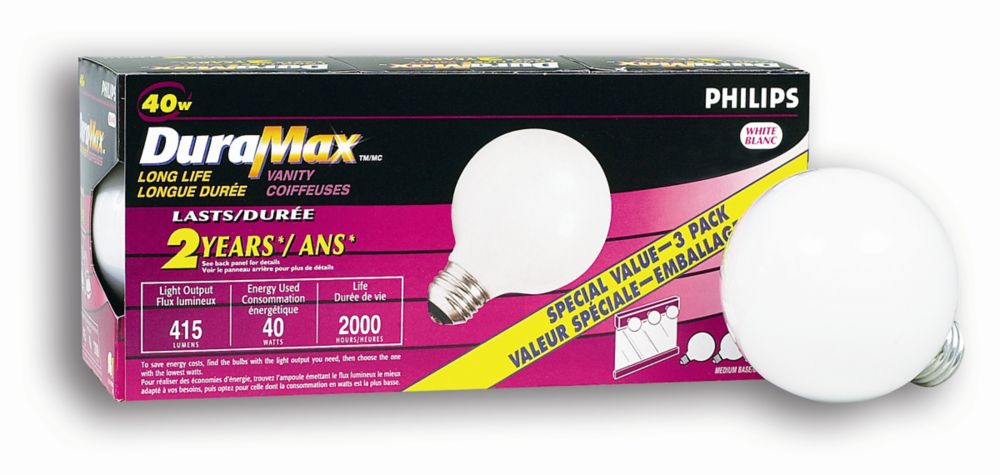 40W
PHILIPS
DuraMax TM/MC
WHITE
BLANC
LONG LIFE VANITY
LONGUE DURÉE COIFFEUSES
LASTS/DURÉE
2 YEARS*/ANS*
See back panel for details
Voir le panneau arrière pour plus de détails
Light Output
Flux lumineux
415
LUMENS
Energy Used
Consommation
énergétique
40
WATTS
Life
Durée de vie
2000
HOURS/HEURES
SPECIAL VALUE—3 PACK
VALEUR SPÉCIALE—EMBALLAG
MEDIUM BASE
To save energy costs, find the bulbs with the light output you need, then choose the one
with the lowest watts.
Pour réaliser des économies d'énergie, trouvez l'ampoule émettant le flux lumineux le mieux
adapté à vos besoins, puis optez pour celle dont la consommation en watts est la plus basse.